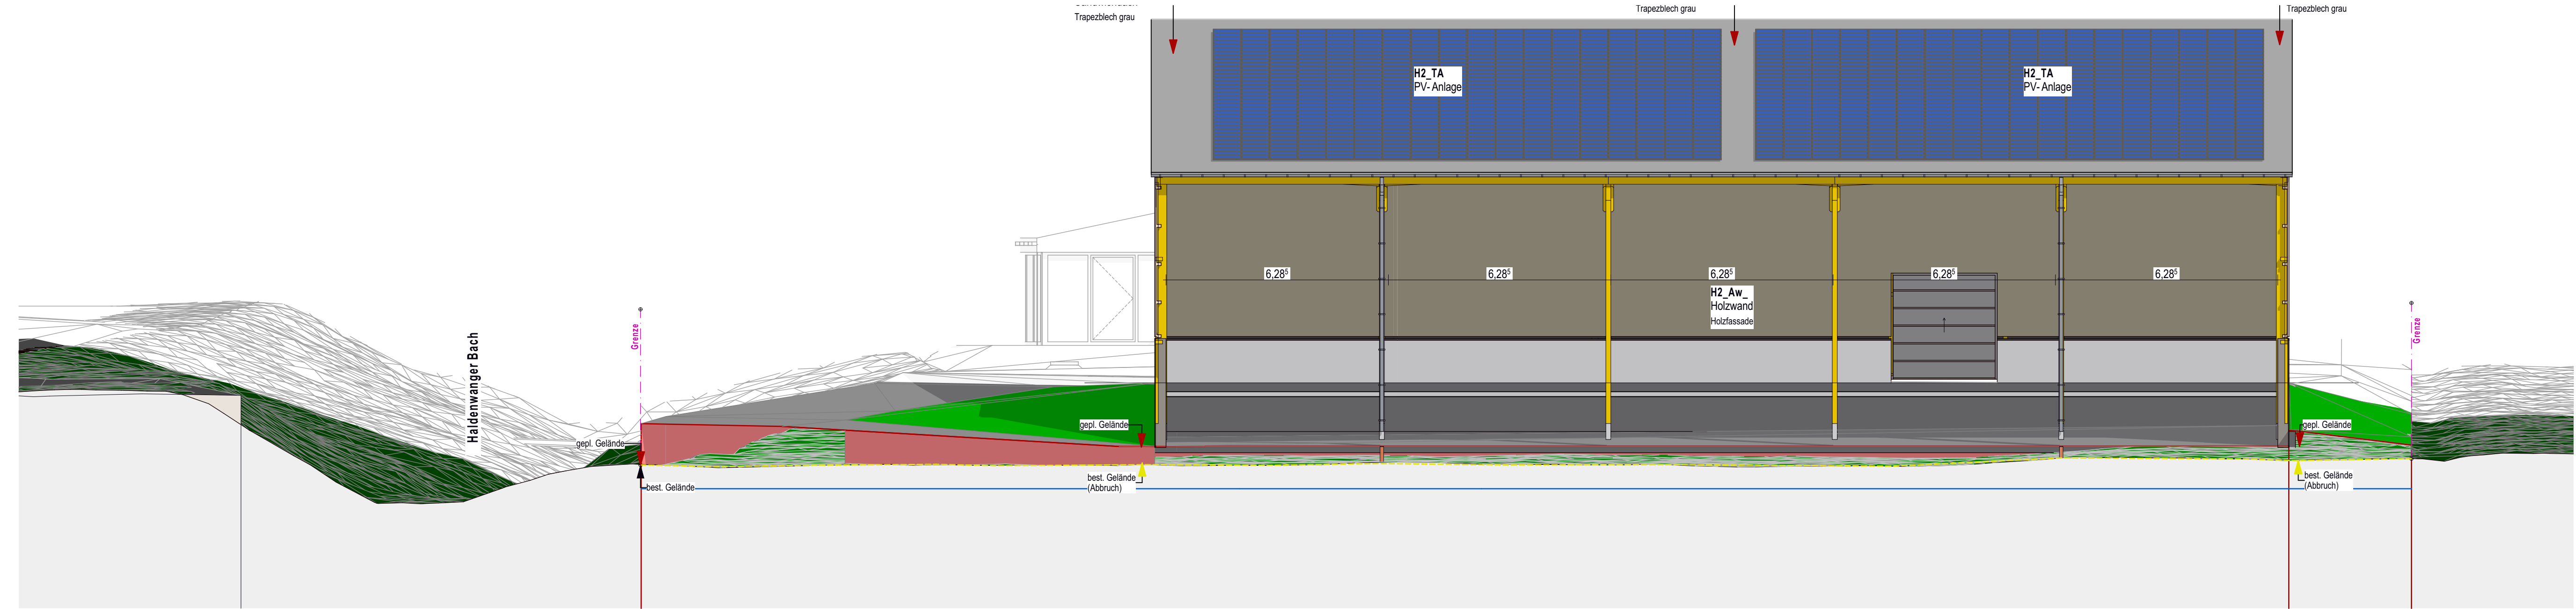 Trapezblech grau
Trapezblech grau
Trapezblech grau
H2_TA
PV- Anlage
H2_TA
PV- Anlage
6,28⁵
6,28⁵
6,28⁵
6,28⁵
6,28⁵
H2_Aw_
Holzwand
Holzfassade
Grenze
Grenze
Haldenwanger Bach
gepl. Gelände
gepl. Gelände
gepl. Gelände
best. Gelände
best. Gelände
(Abbruch)
best. Gelände
(Abbruch)